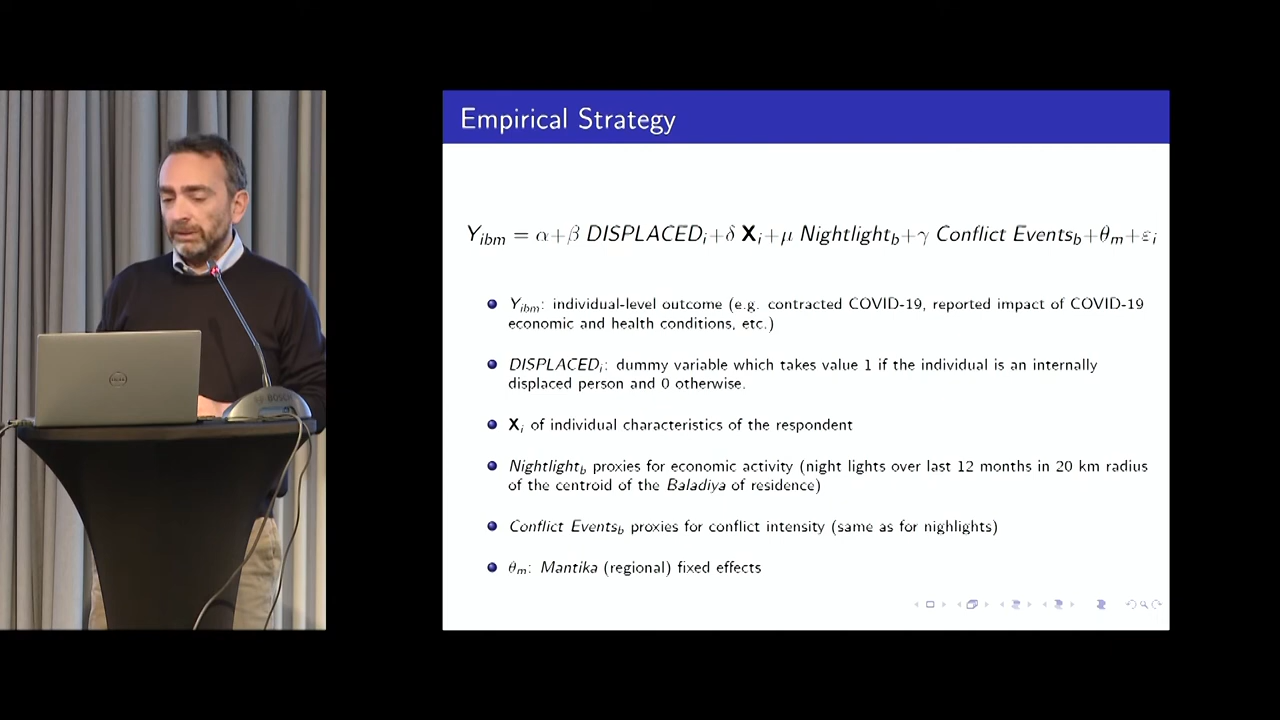 Empirical Strategy
Y_ibm = α+β DISPLACED_i+δ X_i+μ Nightlight_b+γ Conflict Events_b+θ_m+ε_i
Y_ibm: individual-level outcome (e.g. contracted COVID-19, reported impact of COVID-19
economic and health conditions, etc.)
DISPLACED_i: dummy variable which takes value 1 if the individual is an internally
displaced person and 0 otherwise.
X_i of individual characteristics of the respondent
Nightlight_b proxies for economic activity (night lights over last 12 months in 20 km radius
of the centroid of the Baladiya of residence)
Conflict Events_b proxies for conflict intensity (same as for nighlights)
θ_m: Mantika (regional) fixed effects
BOSCH
DELL